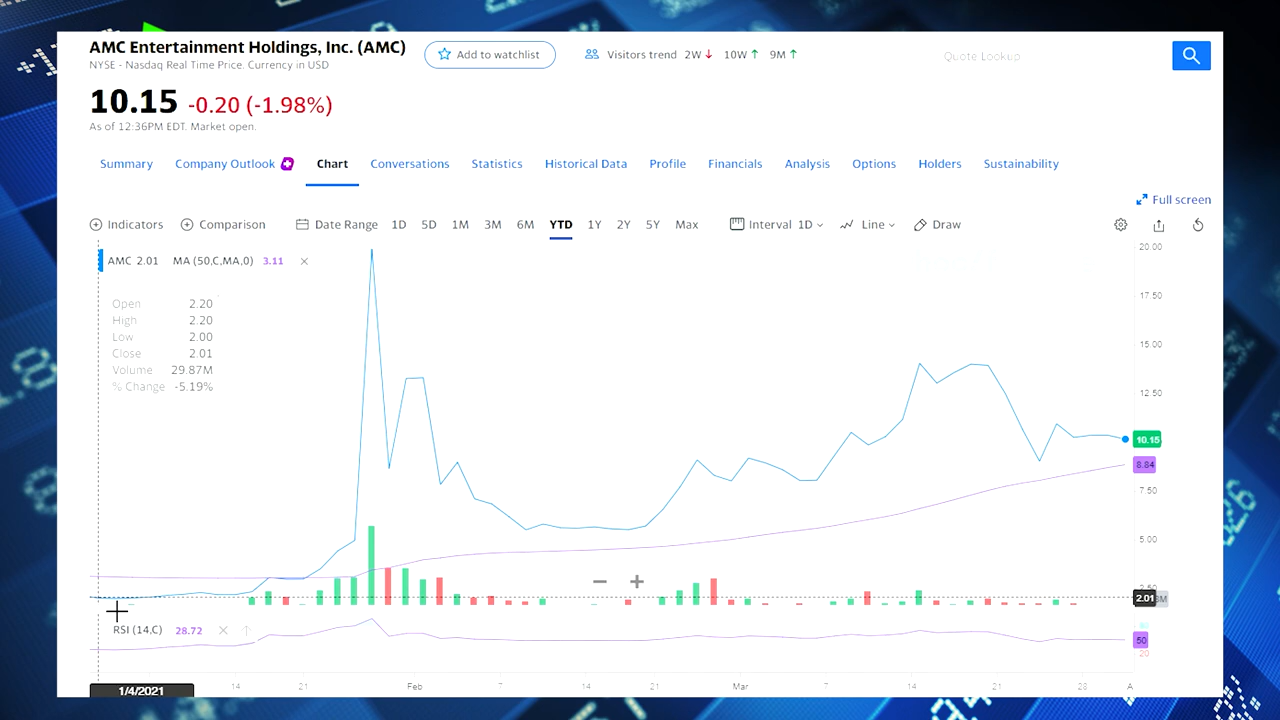 AMC Entertainment Holdings, Inc. (AMC)
Add to watchlist
Visitors trend 2W 10W 9M
Quote Lookup
NYSE - Nasdaq Real Time Price. Currency in USD
10.15 -0.20 (-1.98%)
As of 12:36PM EDT. Market open.
Summary Company Outlook Chart Conversations Statistics Historical Data Profile Financials Analysis Options Holders Sustainability
Full screen
Indicators Comparison Date Range 1D 5D 1M 3M 6M YTD 1Y 2Y 5Y Max Interval 1D Line Draw
20.00
AMC 2.01 MA (50,C,MA,0) 3.11
Open 2.20
17.50
High 2.20
Low 2.00
15.00
Close 2.01
Volume 29.87M
% Change -5.19%
12.50
10.15
8.84
7.50
5.00
2.50
2.01
RSI (14,C) 28.72
50
20
1/4/2021 14 21 Feb 7 14 21 Mar 7 14 21 28 A